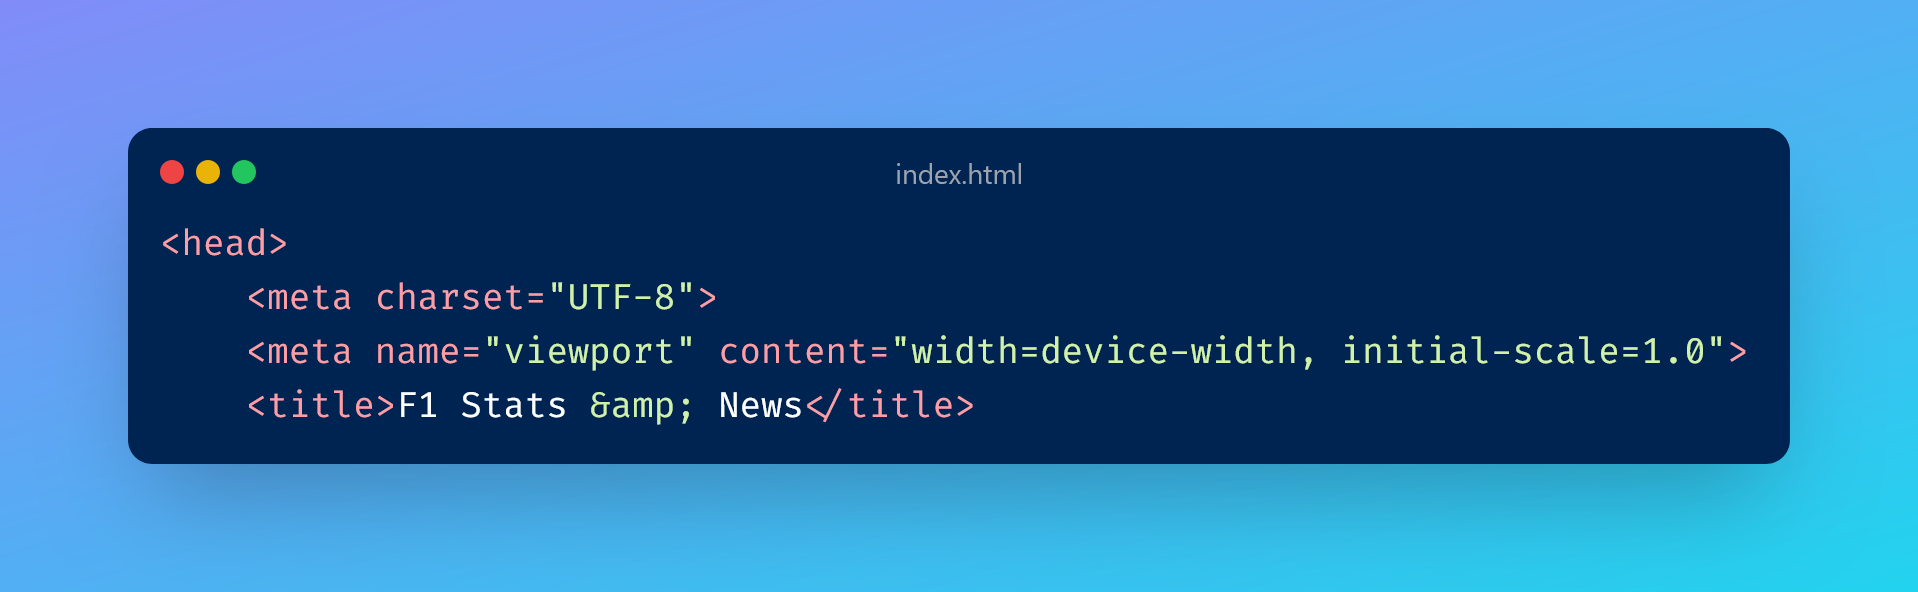 index.html
<head>
    <meta charset="UTF-8">
    <meta name="viewport" content="width=device-width, initial-scale=1.0">
    <title>F1 Stats &amp; News</title>